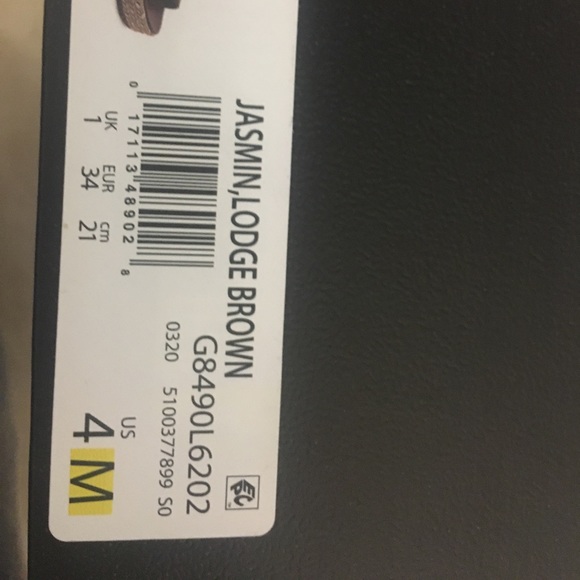 JASMIN,LODGE BROWN
G8490L6202
0 17113 48902 8
0320 5100377899 S0
UK EUR cm
1 34 21
US
4 M